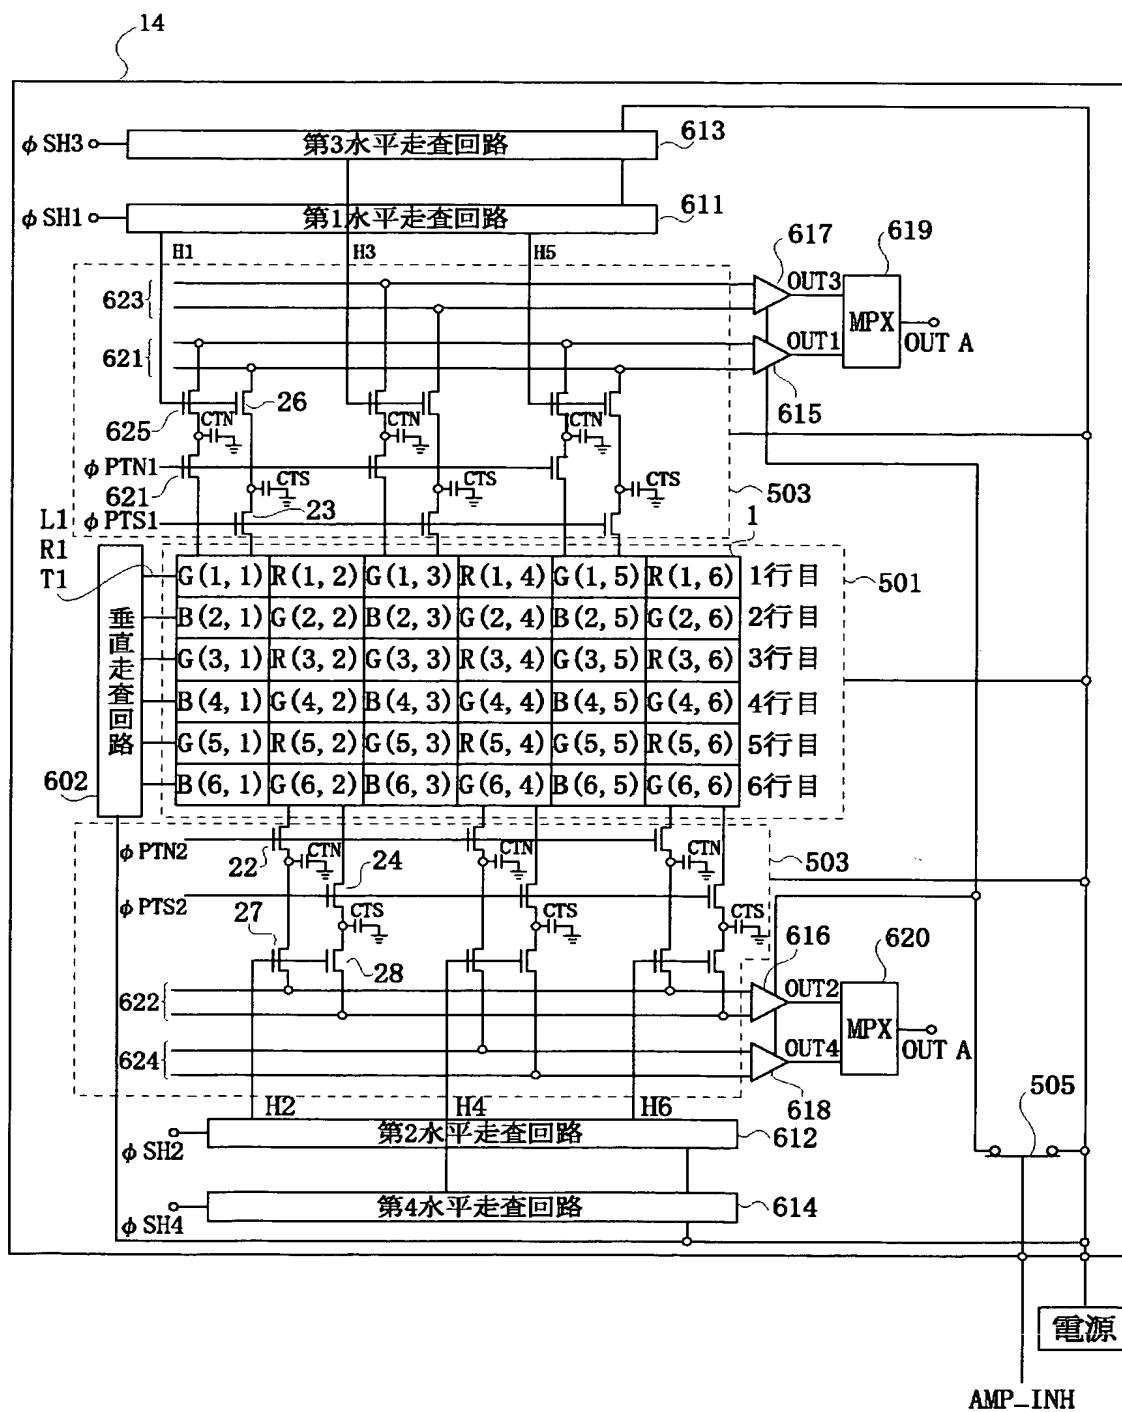 14
φSH3
第3水平走査回路
613
φSH1
第1水平走査回路
611
H1
H3
H5
617
619
623
OUT3
MPX
OUT A
621
OUT1
615
26
625
CTN
CTN
CTN
φPTN1
621
CTS
CTS
CTS
23
503
L1
φPTS1
R1
T1
1
501
垂直走査回路
602
G(1, 1) R(1, 2) G(1, 3) R(1, 4) G(1, 5) R(1, 6) 1行目
B(2, 1) G(2, 2) B(2, 3) G(2, 4) B(2, 5) G(2, 6) 2行目
G(3, 1) R(3, 2) G(3, 3) R(3, 4) G(3, 5) R(3, 6) 3行目
B(4, 1) G(4, 2) B(4, 3) G(4, 4) B(4, 5) G(4, 6) 4行目
G(5, 1) R(5, 2) G(5, 3) R(5, 4) G(5, 5) R(5, 6) 5行目
B(6, 1) G(6, 2) B(6, 3) G(6, 4) B(6, 5) G(6, 6) 6行目
φPTN2
22
CTN
CTN
CTN
24
503
φPTS2
CTS
CTS
CTS
27
28
616
620
622
OUT2
MPX
OUT A
624
OUT4
618
505
H2
H4
H6
φSH2
第2水平走査回路
612
φSH4
第4水平走査回路
614
電源
AMP_INH